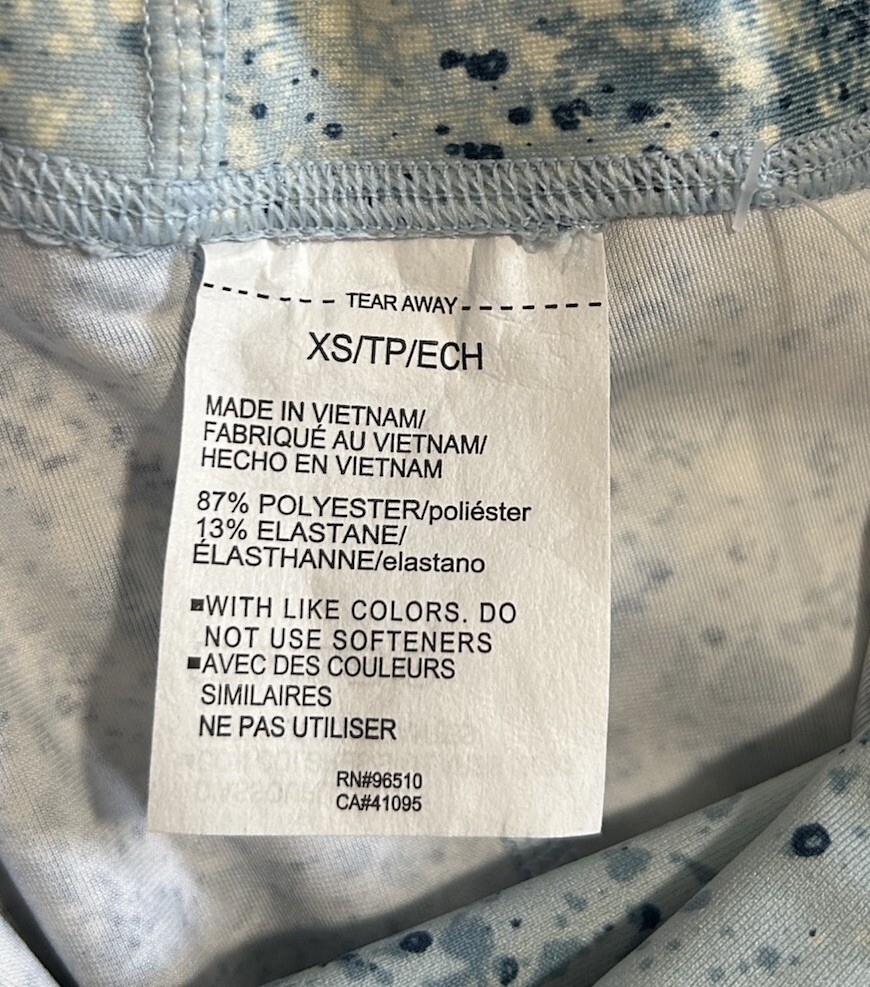 TEAR AWAY
XS/TP/ECH
MADE IN VIETNAM/
FABRIQUÉ AU VIETNAM/
HECHO EN VIETNAM
87% POLYESTER/poliéster
13% ELASTANE/
ÉLASTHANNE/elastano
■WITH LIKE COLORS. DO
NOT USE SOFTENERS
■AVEC DES COULEURS
SIMILAIRES
NE PAS UTILISER
RN#96510
CA#41095